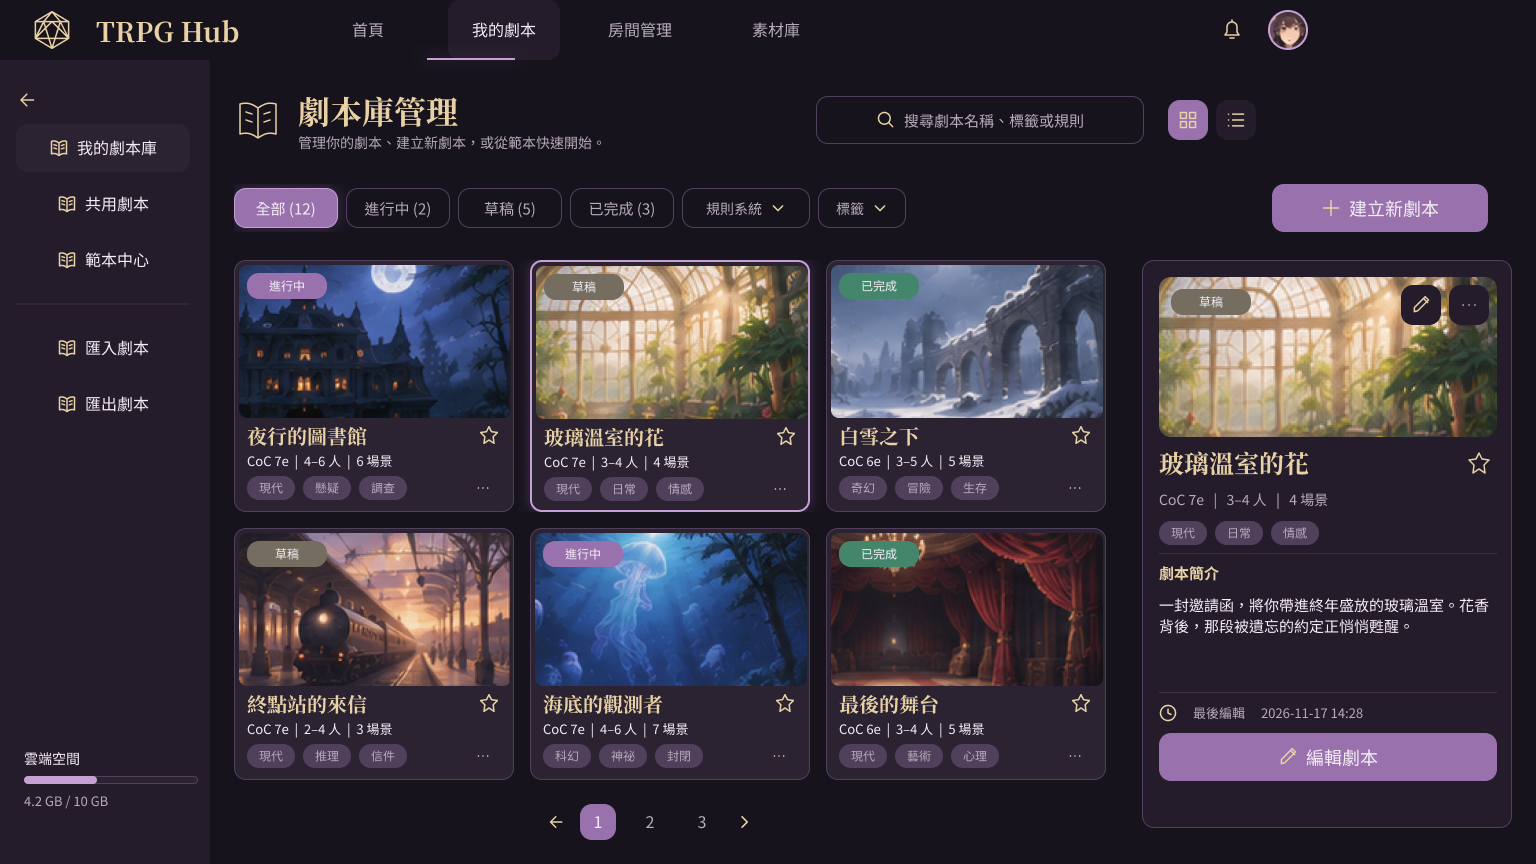 TRPG Hub
首頁
我的劇本
房間管理
素材庫
我的劇本庫
共用劇本
範本中心
匯入劇本
匯出劇本
雲端空間
4.2 GB / 10 GB
劇本庫管理
管理你的劇本、建立新劇本，或從範本快速開始。
搜尋劇本名稱、標籤或規則
全部 (12)
進行中 (2)
草稿 (5)
已完成 (3)
規則系統
標籤
建立新劇本
進行中
夜行的圖書館
CoC 7e | 4–6 人 | 6 場景
現代
懸疑
調查
...
草稿
玻璃溫室的花
CoC 7e | 3–4 人 | 4 場景
現代
日常
情感
...
已完成
白雪之下
CoC 6e | 3–5 人 | 5 場景
奇幻
冒險
生存
...
草稿
終點站的來信
CoC 7e | 2–4 人 | 3 場景
現代
推理
信件
...
進行中
海底的觀測者
CoC 7e | 4–6 人 | 7 場景
科幻
神祕
封閉
...
已完成
最後的舞台
CoC 6e | 3–4 人 | 5 場景
現代
藝術
心理
...
1
2
3
草稿
...
玻璃溫室的花
CoC 7e | 3–4 人 | 4 場景
現代
日常
情感
劇本簡介
一封邀請函，將你帶進終年盛放的玻璃溫室。花香
背後，那段被遺忘的約定正悄悄甦醒。
最後編輯 2026-11-17 14:28
編輯劇本